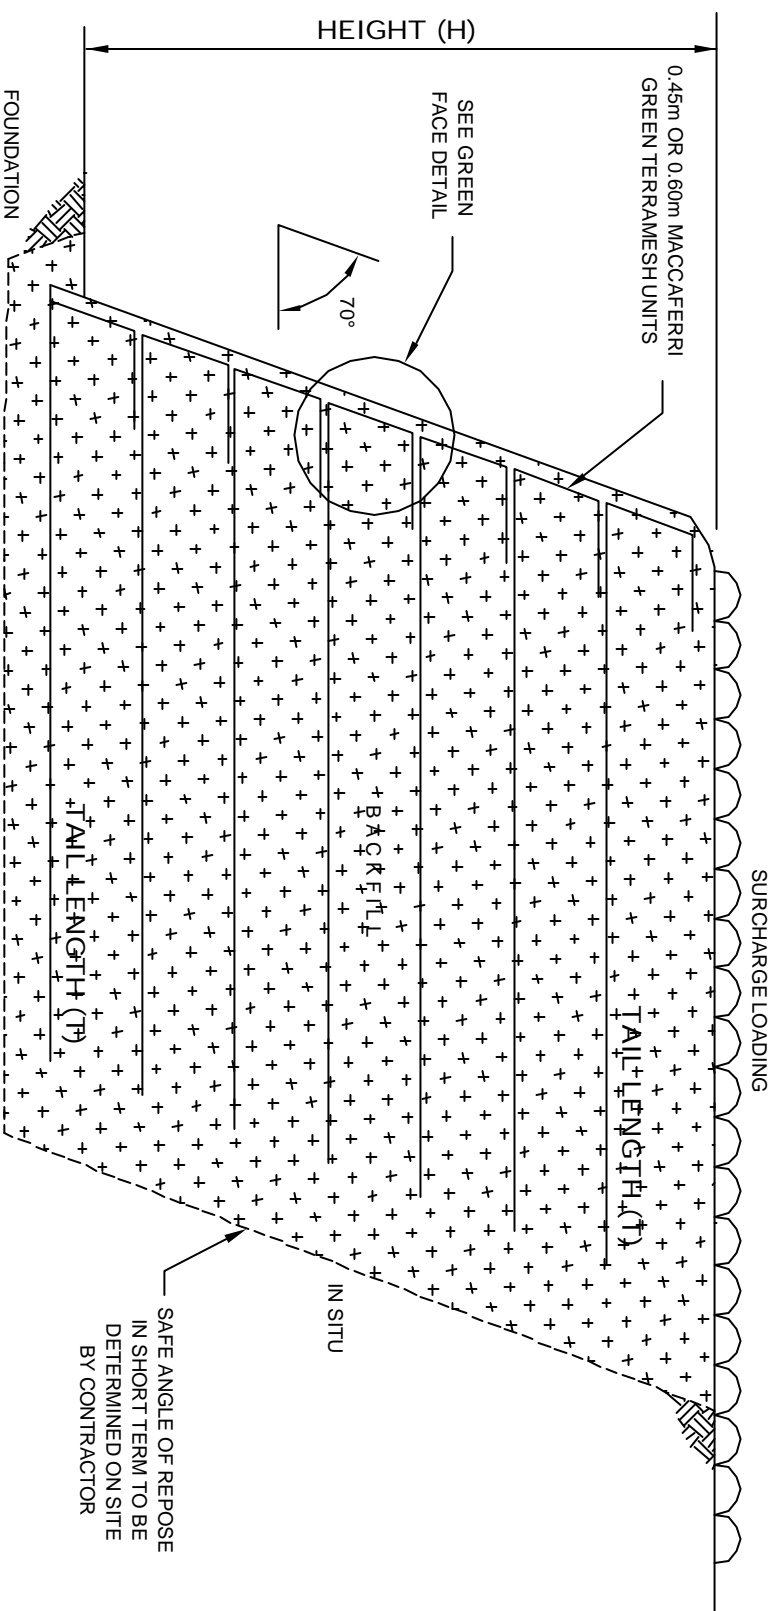 SURCHARGE LOADING
0.45m OR 0.60m MACCAFERRI
GREEN TERRAMESH UNITS
HEIGHT (H)
SEE GREEN
FACE DETAIL
70°
TAIL LENGTH (T)
BACKFILL
IN SITU
TAIL LENGTH (T)
SAFE ANGLE OF REPOSE
IN SHORT TERM TO BE
DETERMINED ON SITE
BY CONTRACTOR
FOUNDATION